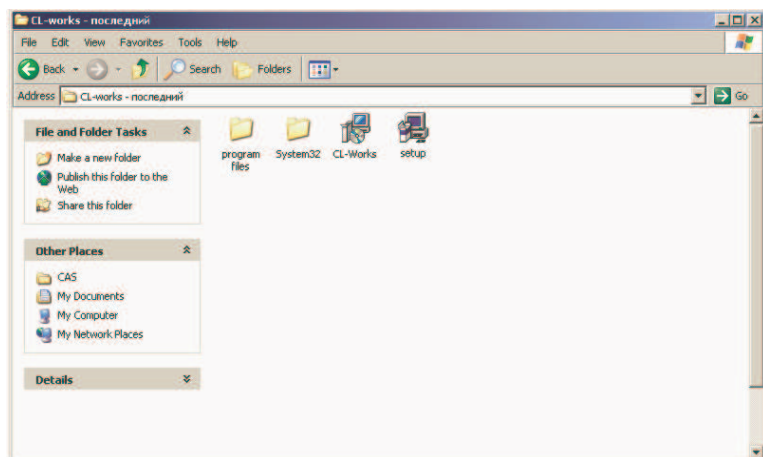 CL-works - последний
File Edit View Favorites Tools Help
Back Search Folders
Address CL-works - последний Go
File and Folder Tasks
Make a new folder
Publish this folder to the
Web
Share this folder
Other Places
CAS
My Documents
My Computer
My Network Places
Details
program
files
System32
CL-Works
setup